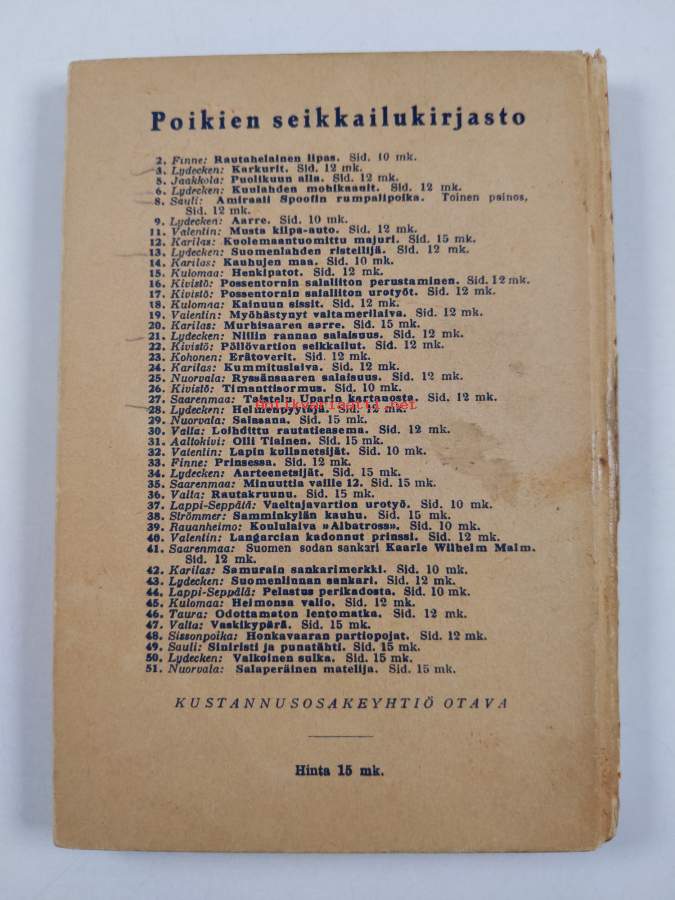 Poikien seikkailukirjasto
2. Finne: Rautahelainen lipas. Sid. 10 mk.
3. Lydecken: Karkurit. Sid. 12 mk.
5. Jaakkola: Puolikuun alla. Sid. 12 mk.
6. Lydecken: Kuulahden mohikaanit. Sid. 12 mk.
8. Sauli: Amiraali Spoofin rumpalipoika. Toinen painos,
Sid. 12 mk.
9. Lydecken: Aarre. Sid. 10 mk.
11. Valentin: Musta kilpa-auto. Sid. 12 mk.
12. Karilas: Kuolemaantuomittu majuri. Sid. 15 mk.
13. Lydecken: Suomenlahden risteilijä. Sid. 12 mk.
14. Karilas: Kauhujen maa. Sid. 10 mk.
15. Kulomaa: Henkipatot. Sid. 12 mk.
16. Kivistö: Possentornin salaliiton perustaminen. Sid. 12 mk.
17. Kivistö: Possentornin salaliiton urotyöt. Sid. 12 mk.
18. Kulomaa: Kainuun sissit. Sid. 12 mk.
19. Valentin: Myöhästynyt valtamerilaiva. Sid. 12 mk.
20. Karilas: Murhisaaren aarre. Sid. 15 mk.
21. Lydecken: Niilin rannan salaisuus. Sid. 12 mk.
22. Kivistö: Pöllövartion seikkailut. Sid. 12 mk.
23. Kohonen: Erätoverit. Sid. 12 mk.
24. Karilas: Kummituslaiva. Sid. 12 mk.
25. Nuorvala: Ryssänsaaren salaisuus. Sid. 12 mk.
26. Kivistö: Timanttisormus. Sid. 10 mk.
27. Saarenmaa: Taistelu Uparin kartanosta. Sid. 12 mk.
28. Lydecken: Helmenpyytäjä. Sid. 12 mk.
29. Nuorvala: Saksana. Sid. 15 mk.
30. Valla: Loihdittu rautatieasema. Sid. 12 mk.
31. Aaltokivi: Olli Tiainen. Sid. 15 mk.
32. Valentin: Lapin kullanetsijät. Sid. 10 mk.
33. Finne: Prinsessa. Sid. 12 mk.
34. Lydecken: Aarteenetsijät. Sid. 15 mk.
35. Saarenmaa: Minuuttia vaille 12. Sid. 15 mk.
36. Valta: Rautakruunu. Sid. 15 mk.
37. Lappi-Seppälä: Vaeltajavartion urotyö. Sid. 10 mk.
38. Strömmer: Samminkylän kauhu. Sid. 15 mk.
39. Rauanheimo: Koululaiva »Albatross». Sid. 10 mk.
40. Valentin: Langarcian kadonnut prinssi. Sid. 12 mk.
41. Saarenmaa: Suomen sodan sankari Kaarle Wilhelm Malm.
Sid. 12 mk.
42. Karilas: Samurain sankarimerkki. Sid. 10 mk.
43. Lydecken: Suomenlinnan sankari. Sid. 12 mk.
44. Lappi-Seppälä: Pelastus perikadosta. Sid. 10 mk.
45. Kulomaa: Heimonsa valio. Sid. 12 mk.
46. Taura: Odottamaton lentomatka. Sid. 12 mk.
47. Valta: Vaskikypärä. Sid. 15 mk.
48. Sissonpoika: Honkavaaran partiopojat. Sid. 12 mk.
49. Sauli: Siniristi ja punatähti. Sid. 15 mk.
50. Lydecken: Valkoinen sulka. Sid. 15 mk.
51. Nuorvala: Salaperäinen matelija. Sid. 15 mk.
KUSTANNUSOSAKEYHTIÖ OTAVA
Hinta 15 mk.